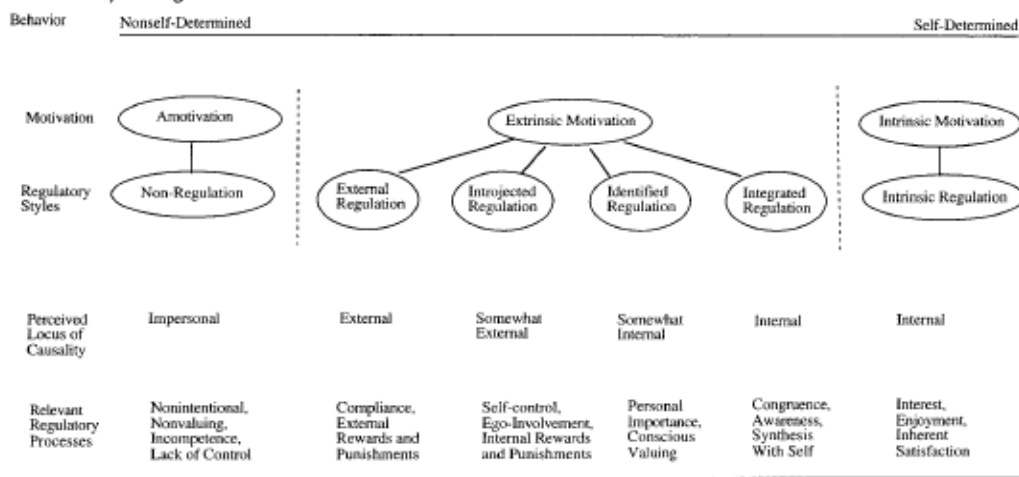 Behavior Nonself-Determined Self-Determined
Motivation Amotivation Extrinsic Motivation Intrinsic Motivation
Regulatory
Styles
Non-Regulation
External
Regulation
Introjected
Regulation
Identified
Regulation
Integrated
Regulation
Intrinsic Regulation
Perceived
Locus of
Causality
Impersonal
External
Somewhat
External
Somewhat
Internal
Internal
Internal
Relevant
Regulatory
Processes
Nonintentional,
Nonvaluing,
Incompetence,
Lack of Control
Compliance,
External
Rewards and
Punishments
Self-control,
Ego-Involvement,
Internal Rewards
and Punishments
Personal
Importance,
Conscious
Valuing
Congruence,
Awareness,
Synthesis
With Self
Interest,
Enjoyment,
Inherent
Satisfaction